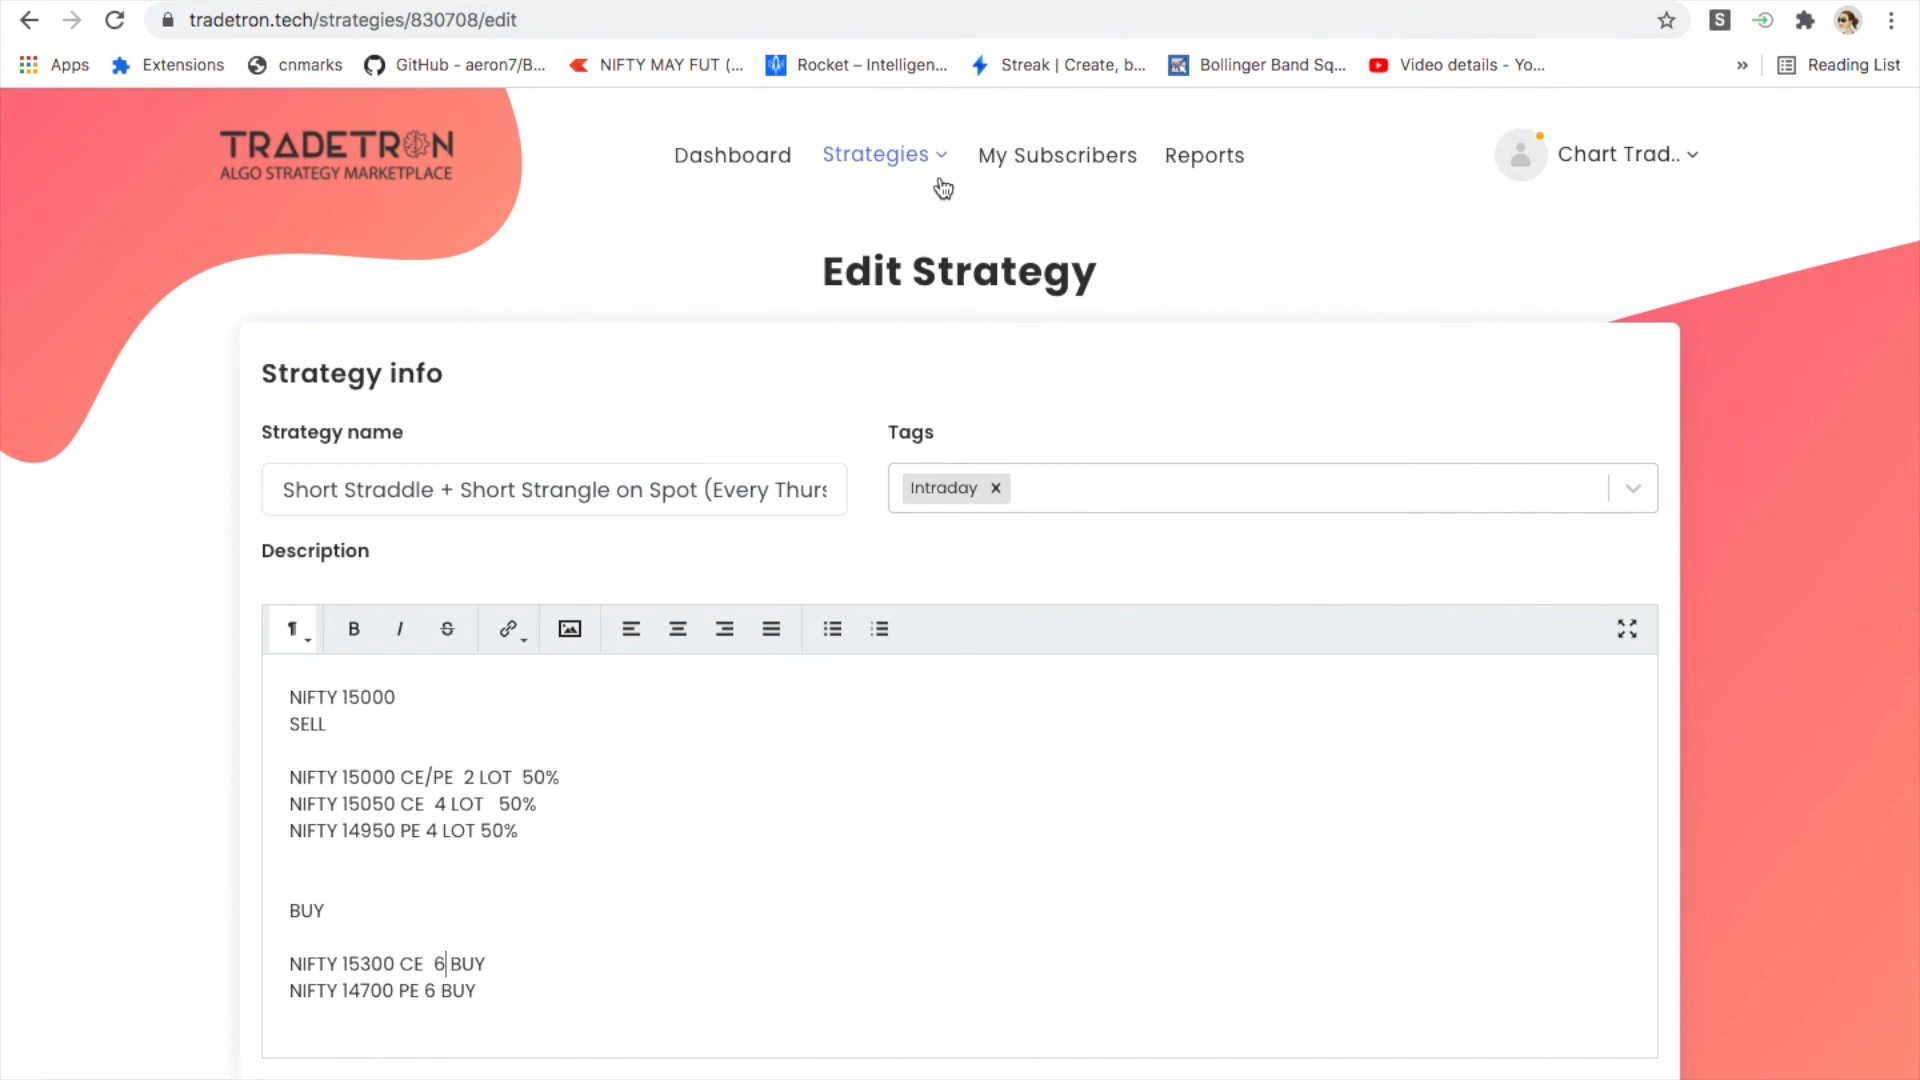 tradetron.tech/strategies/830708/edit
S
Apps
Extensions
cnmarks
GitHub - aeron7/B...
NIFTY MAY FUT (...
Rocket – Intelligen...
Streak | Create, b...
Bollinger Band Sq...
Video details - Yo...
»
Reading List
TRADETRON
ALGO STRATEGY MARKETPLACE
Dashboard
Strategies
My Subscribers
Reports
Chart Trad..
Edit Strategy
Strategy info
Strategy name
Tags
Short Straddle + Short Strangle on Spot (Every Thurs
Intraday ×
Description
¶ B I S
NIFTY 15000
SELL
NIFTY 15000 CE/PE 2 LOT 50%
NIFTY 15050 CE 4 LOT 50%
NIFTY 14950 PE 4 LOT 50%
BUY
NIFTY 15300 CE 6 BUY
NIFTY 14700 PE 6 BUY